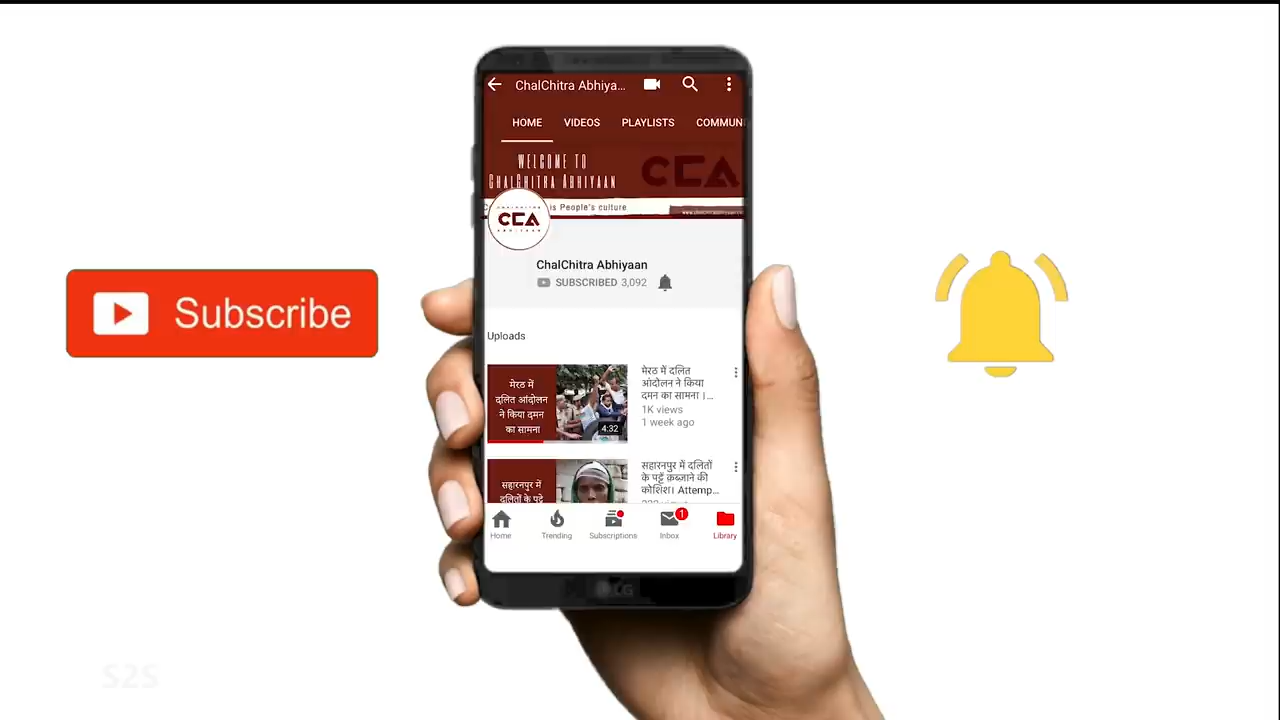 ChalChitra Abhiya...
HOME VIDEOS PLAYLISTS COMMUN
WELCOME TO
CHALCHITRA ABHIYAAN
CCA
is People's culture
CCA
ChalChitra Abhiyaan
SUBSCRIBED 3,092
Subscribe
Uploads
मेरठ में
दलित आंदोलन
ने किया दमन
का सामना
4:32
मेरठ में दलित
आंदोलन ने किया
दमन का सामना ।...
1K views
1 week ago
सहारनपुर में
दलितों के पट्टे
सहारनपुर में दलितों
के पट्टे क़ब्ज़ाने की
कोशिश। Attemp...
Home Trending Subscriptions Inbox Library
1
LG
S2S